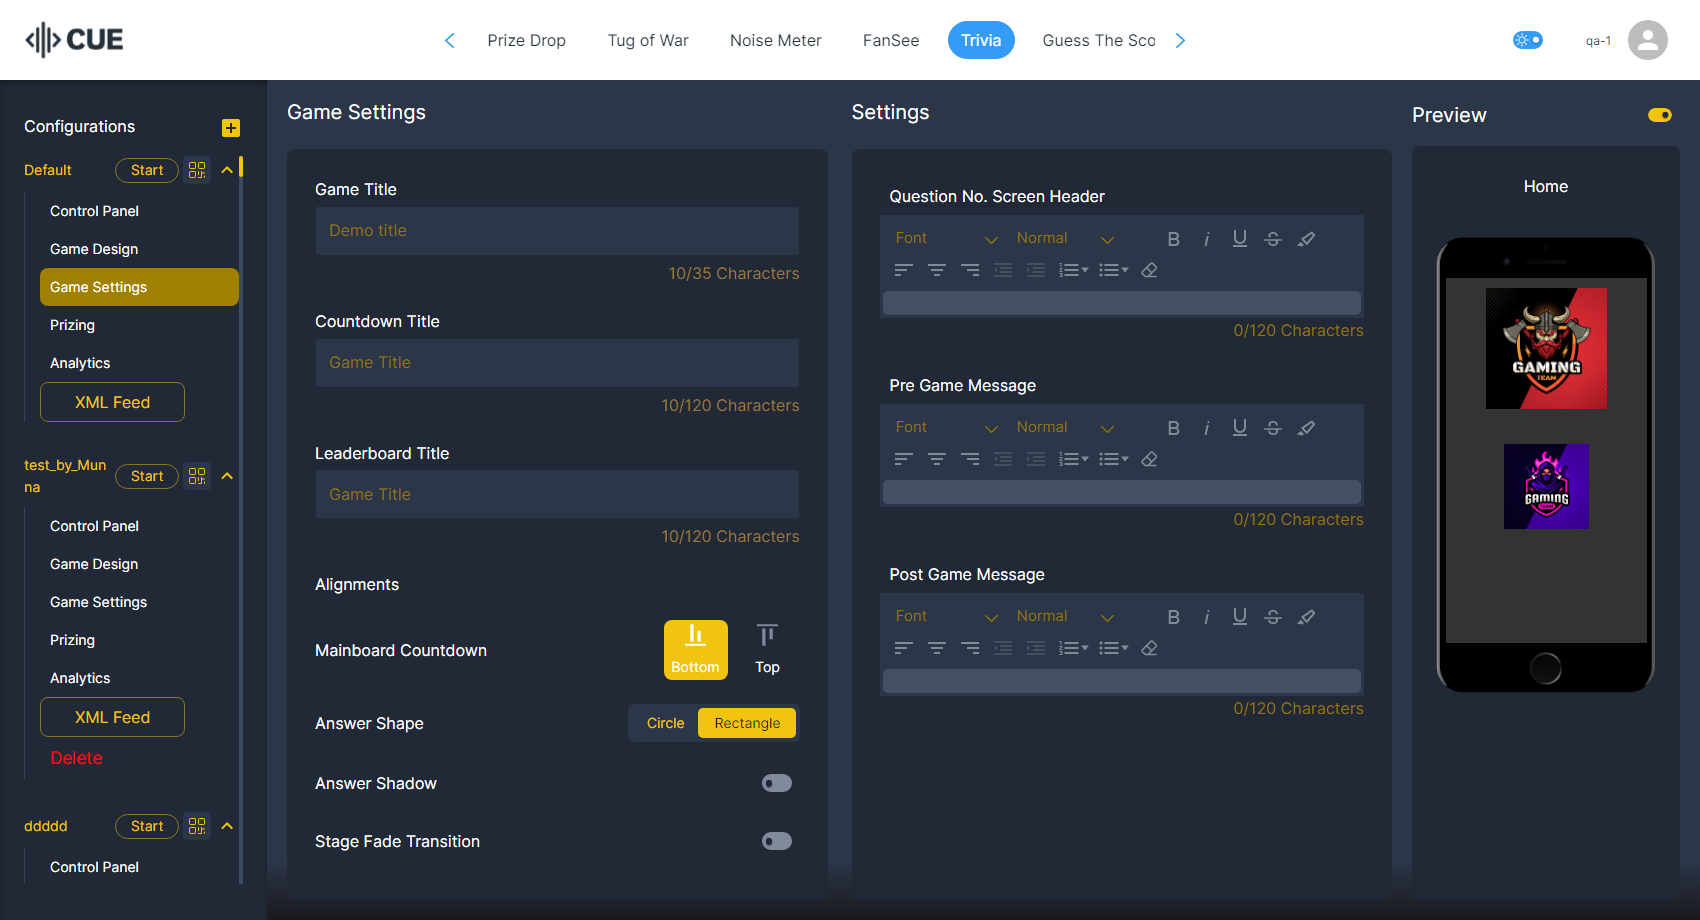 CUE
Prize Drop
Tug of War
Noise Meter
FanSee
Trivia
Guess The Sco
qa-1
Configurations
Default
Start
Control Panel
Game Design
Game Settings
Prizing
Analytics
XML Feed
test_by_Mun
na
Start
Control Panel
Game Design
Game Settings
Prizing
Analytics
XML Feed
Delete
ddddd
Start
Control Panel
Game Settings
Game Title
Demo title
10/35 Characters
Countdown Title
Game Title
10/120 Characters
Leaderboard Title
Game Title
10/120 Characters
Alignments
Mainboard Countdown
Bottom
Top
Answer Shape
Circle
Rectangle
Answer Shadow
Stage Fade Transition
Settings
Question No. Screen Header
Font
Normal
0/120 Characters
Pre Game Message
Font
Normal
0/120 Characters
Post Game Message
Font
Normal
0/120 Characters
Preview
Home
GAMING
TEAM
GAMING
TEAM